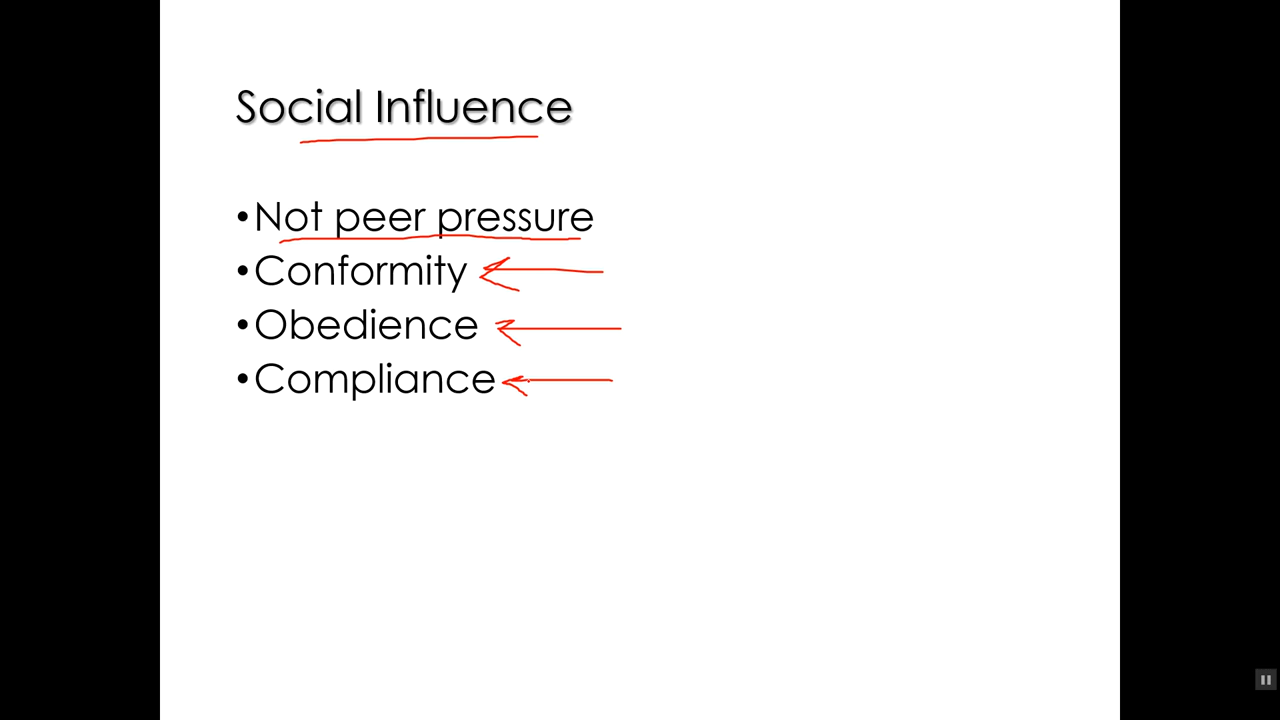 Social Influence
•Not peer pressure
•Conformity
•Obedience
•Compliance